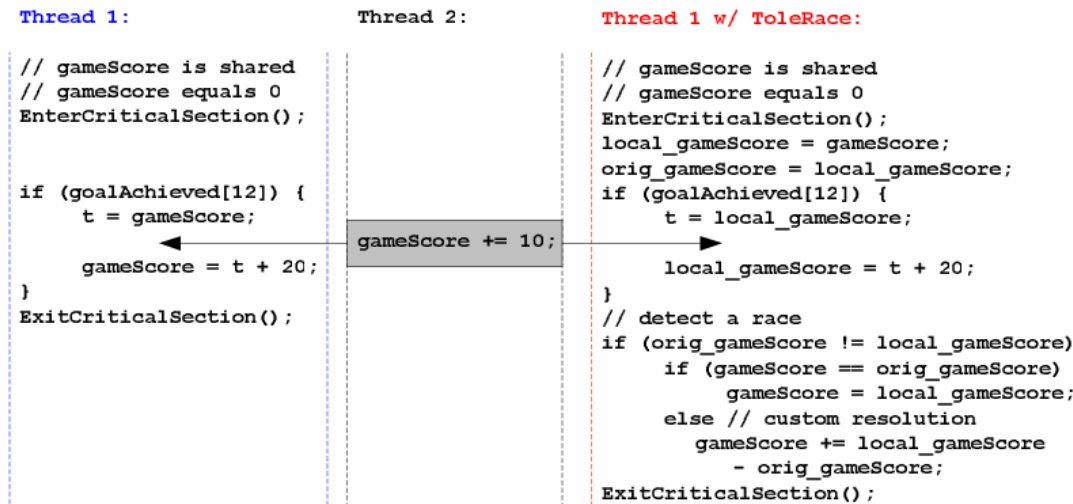 Thread 1:
// gameScore is shared
// gameScore equals 0
EnterCriticalSection();
if (goalAchieved[12]) {
t = gameScore;
gameScore = t + 20;
}
ExitCriticalSection();
Thread 2:
gameScore += 10;
Thread 1 w/ ToleRace:
// gameScore is shared
// gameScore equals 0
EnterCriticalSection();
local_gameScore = gameScore;
orig_gameScore = local_gameScore;
if (goalAchieved[12]) {
t = local_gameScore;
local_gameScore = t + 20;
}
// detect a race
if (orig_gameScore != local_gameScore)
if (gameScore == orig_gameScore)
gameScore = local_gameScore;
else // custom resolution
gameScore += local_gameScore
- orig_gameScore;
ExitCriticalSection();